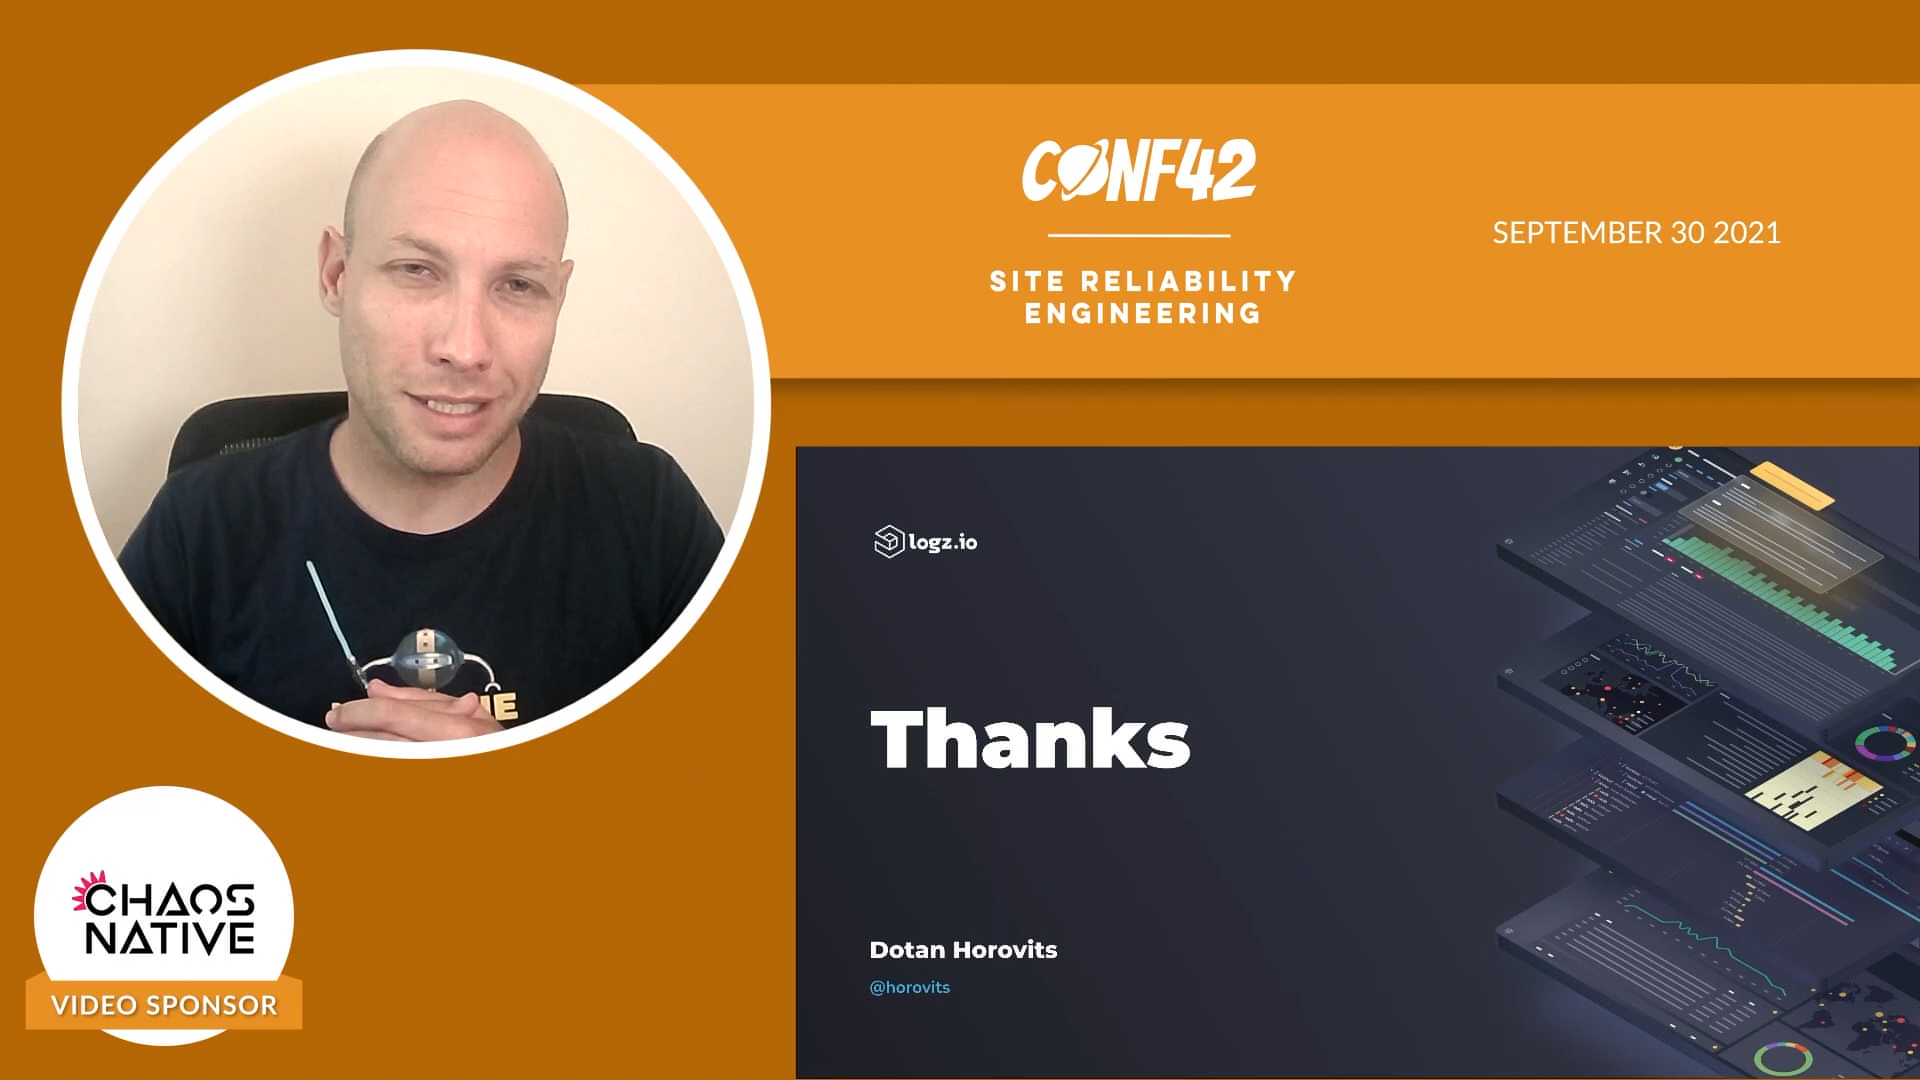 CONF42
SITE RELIABILITY
ENGINEERING
SEPTEMBER 30 2021
logz.io
Thanks
Dotan Horovits
@horovits
CHAOS
NATIVE
VIDEO SPONSOR